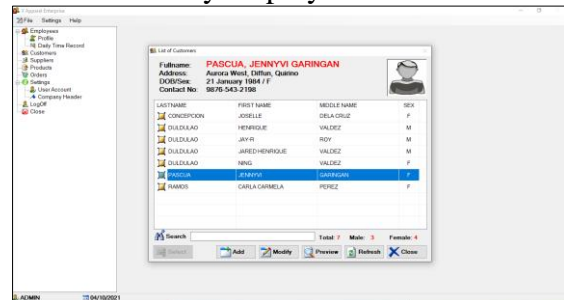 Apparel Enterprise
File Settings Help
Employees
Profile
Daily Time Record
Customers
Suppliers
Products
Orders
Settings
User Account
Company Header
LogOff
Close
List of Customers
Fullname: PASCUA, JENNYVI GARINGAN
Address: Aurora West, Diffun, Quirino
DOB/Sex: 21 January 1984 / F
Contact No: 9876-543-2198
LASTNAME FIRST NAME MIDDLE NAME SEX
CONCEPCION JOSELLE DELA CRUZ F
DULDULAO HENRIQUE VALDEZ M
DULDULAO JAY-R ROY M
DULDULAO JARED HENRIQUE VALDEZ M
DULDULAO NING VALDEZ F
PASCUA JENNYVI GARINGAN F
RAMOS CARLA CARMELA PEREZ F
Search Total: 7 Male: 3 Female: 4
Select Add Modify Preview Refresh Close
ADMIN 04/10/2021